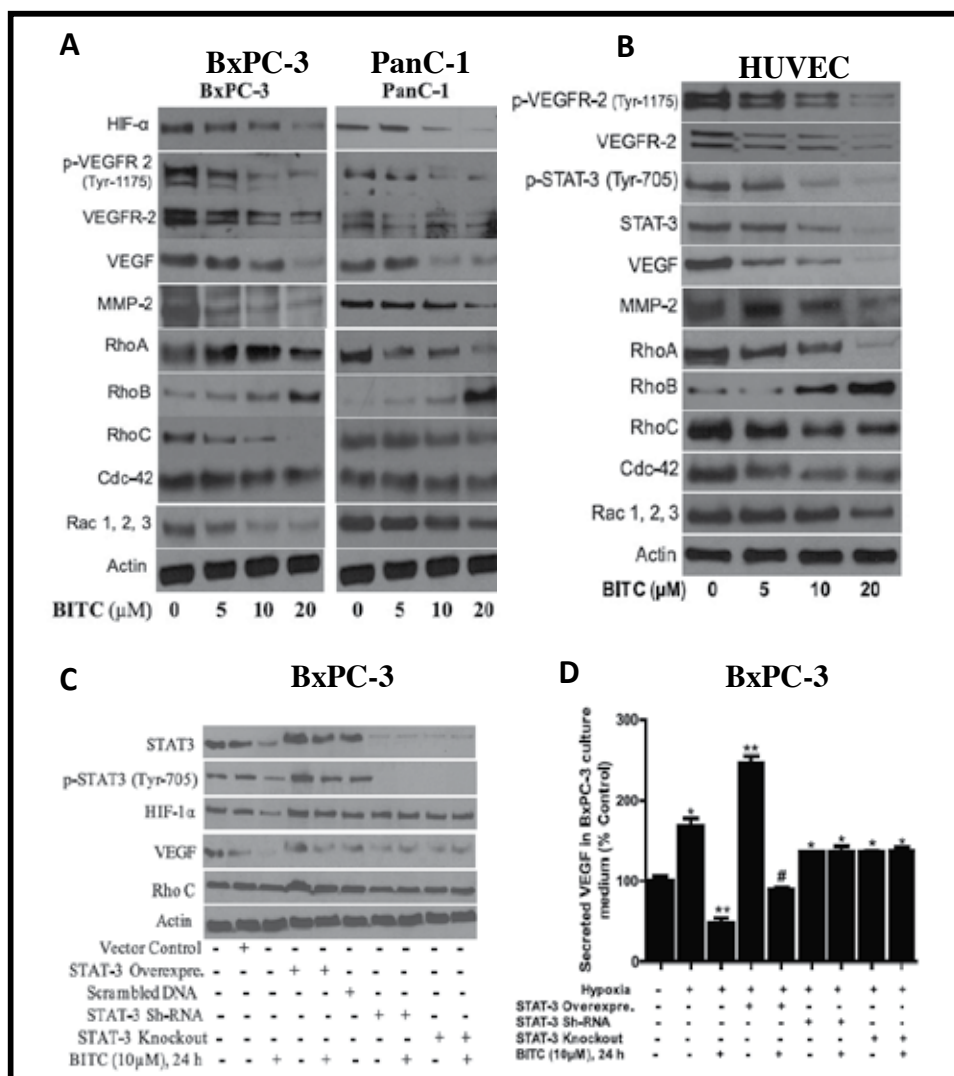 A
BxPC-3 PanC-1
BxPC-3 PanC-1
HIF-α
p-VEGFR 2
(Tyr-1175)
VEGFR-2
VEGF
MMP-2
RhoA
RhoB
RhoC
Cdc-42
Rac 1, 2, 3
Actin
BITC (µM) 0 5 10 20 0 5 10 20
B
HUVEC
p-VEGFR-2 (Tyr-1175)
VEGFR-2
p-STAT-3 (Tyr-705)
STAT-3
VEGF
MMP-2
RhoA
RhoB
RhoC
Cdc-42
Rac 1, 2, 3
Actin
BITC (µM) 0 5 10 20
C
BxPC-3
STAT3
p-STAT3 (Tyr-705)
HIF-1α
VEGF
Rho C
Actin
Vector Control - + - - - - - - - -
STAT-3 Overexpre. - - - + + - - - - -
Scrambled DNA - - - - - + - - - -
STAT-3 Sh-RNA - - - - - - + + - -
STAT-3 Knockout - - - - - - - - + +
BITC (10µM), 24 h - - + - + - - + - +
D
BxPC-3
Secreted VEGF in BxPC-3 culture
medium (% Control)
300
200
100
0
* ** ** # * * * *
Hypoxia - + + + + + + + +
STAT-3 Overexpre. - - - + + - - - -
STAT-3 Sh-RNA - - - - - + + - -
STAT-3 Knockout - - - - - - - + +
BITC (10µM), 24 h - - + - + - + - +